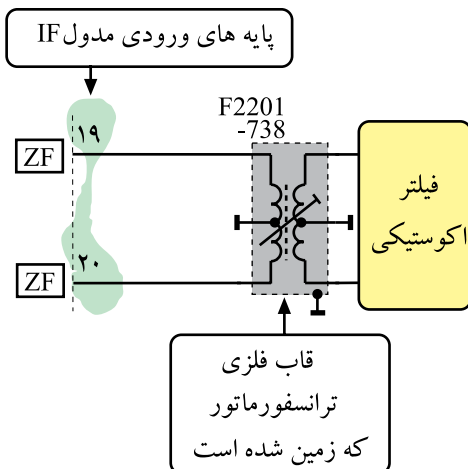 پایه های ورودی مدول IF
F2201
-738
۱۹
ZF
فیلتر
اکوستیکی
۲۰
ZF
قاب فلزی
ترانسفورماتور
که زمین شده است